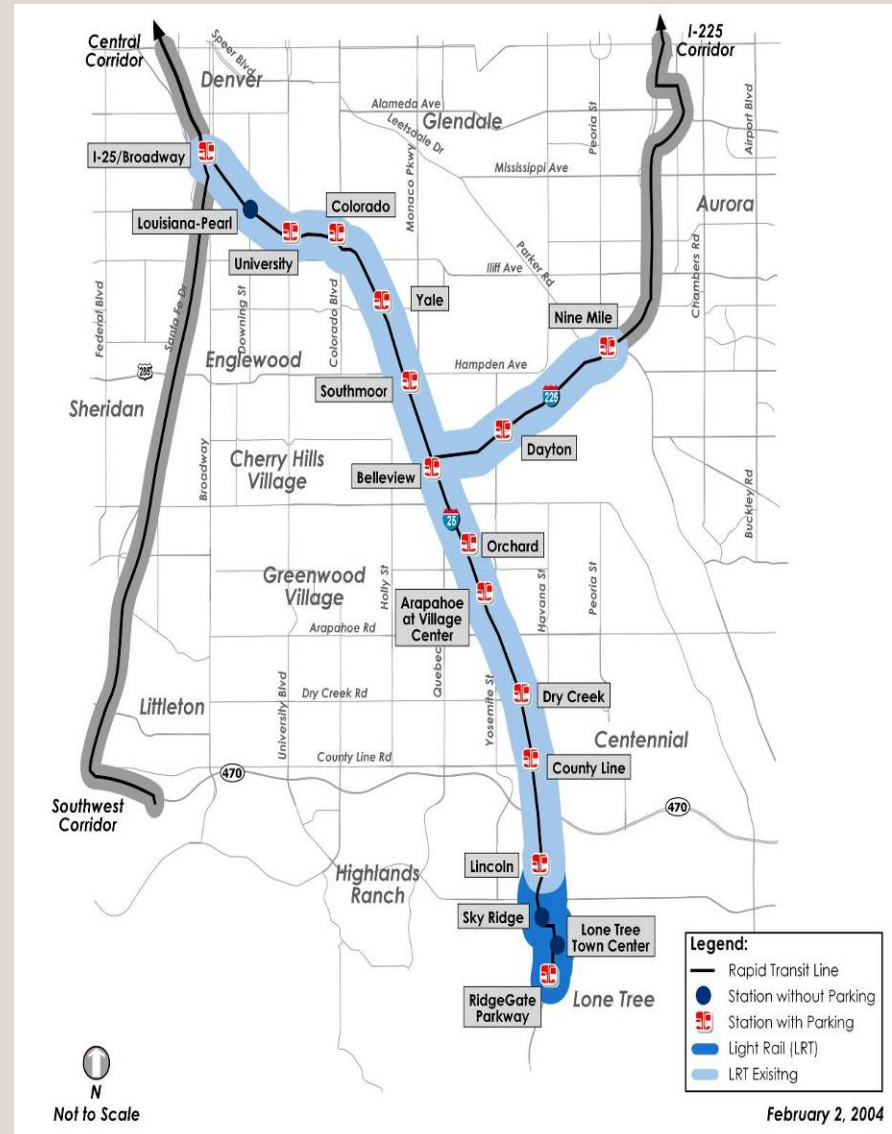 Central
Corridor
I-225
Corridor
Speer Blvd
Denver
Alameda Ave
Glendale
Leetsdale Dr
Peoria St
Airport Blvd
I-25/Broadway
Monaco Pkwy
Mississippi Ave
Louisiana-Pearl
Colorado
Aurora
University
Parker Rd
Iliff Ave
Chambers Rd
Federal Blvd
Santa Fe Dr
Downing St
Colorado Blvd
Yale
Nine Mile
Englewood
285
Hampden Ave
Southmoor
225
Sheridan
Dayton
Cherry Hills
Village
Broadway
Belleview
Buckley Rd
25
Orchard
Greenwood
Village
Holly St
Havana St
Peoria St
Arapahoe
at Village
Center
Arapahoe Rd
Quebec
Dry Creek
Littleton
University Blvd
Dry Creek Rd
Yosemite St
Centennial
County Line Rd
County Line
470
470
Southwest
Corridor
Lincoln
Highlands
Ranch
Sky Ridge
Lone Tree
Town Center
RidgeGate
Parkway
Lone Tree
Legend:
Rapid Transit Line
Station without Parking
Station with Parking
Light Rail (LRT)
LRT Exisitng
N
Not to Scale
February 2, 2004